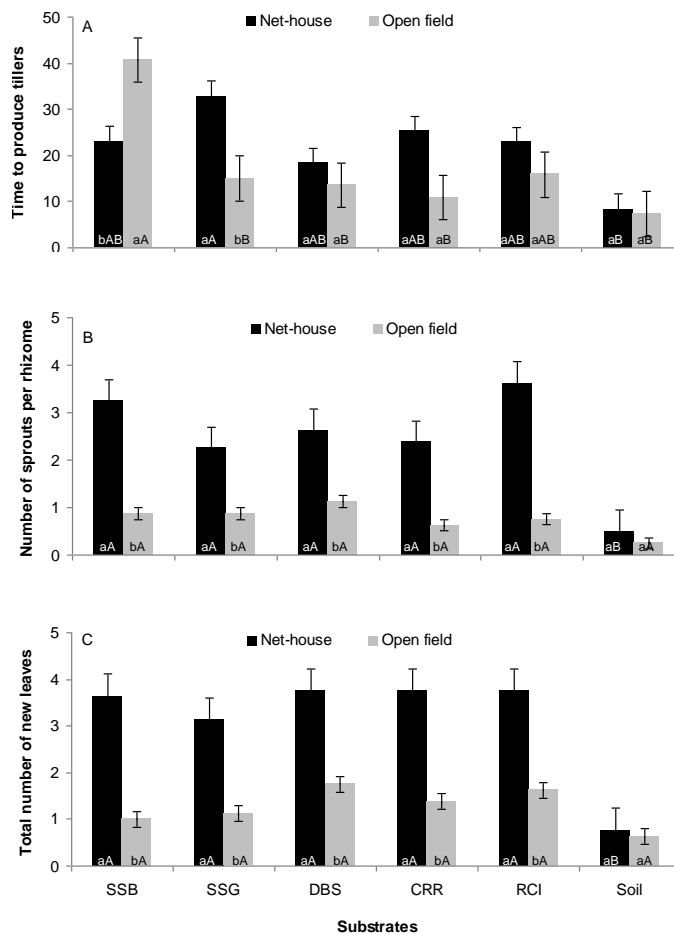 A
Net-house Open field
Time to produce tillers
50
40
30
20
10
0
bAB aA aA bB aAB aB aAB aB aAB aAB aB aB
B
Net-house Open field
Number of sprouts per rhizome
5
4
3
2
1
0
aA bA aA bA aA bA aA bA aA bA aB aA
C
Net-house Open field
Total number of new leaves
5
4
3
2
1
0
aA bA aA bA aA bA aA bA aA bA aB aA
SSB SSG DBS CRR RCI Soil
Substrates